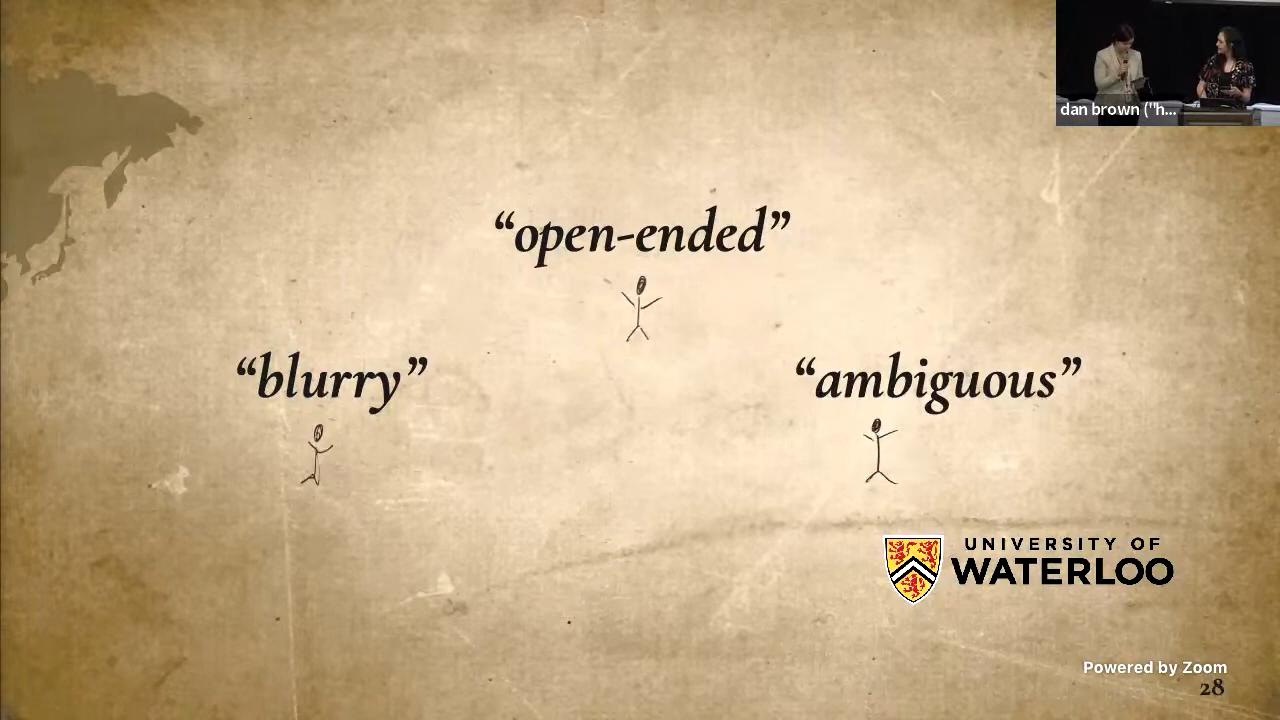 dan brown ("h...
“open-ended”
“blurry”
“ambiguous”
UNIVERSITY OF
WATERLOO
Powered by Zoom
28